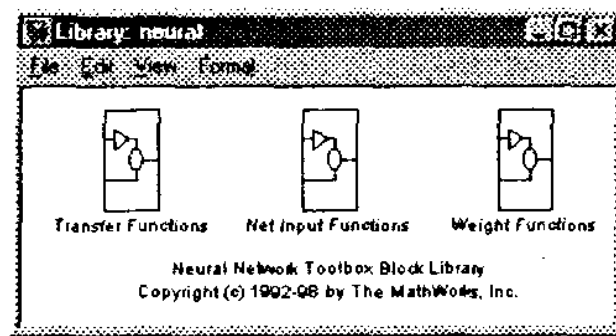 Library: neural
File Edit View Format
Transfer Functions Net Input Functions Weight Functions
Neural Network Toolbox Block Library
Copyright (c) 1992-98 by The MathWorks, Inc.